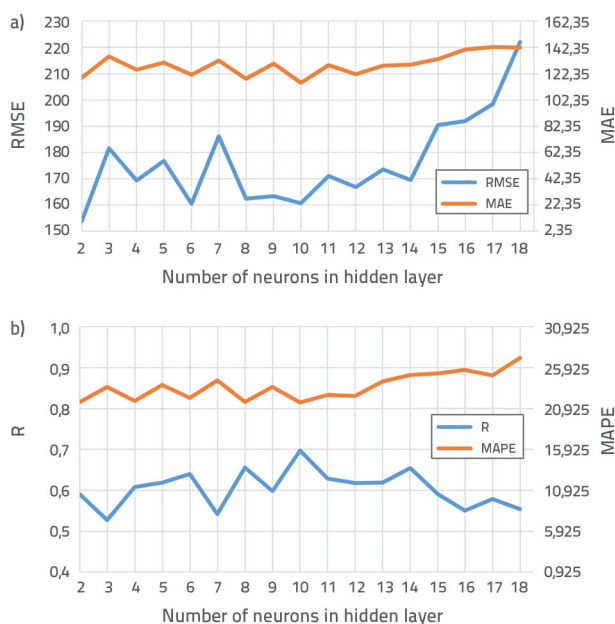 a)
230
220
210
200
190
180
170
160
150
RMSE
162,35
142,35
122,35
102,35
82,35
62,35
42,35
22,35
2,35
MAE
RMSE
MAE
2 3 4 5 6 7 8 9 10 11 12 13 14 15 16 17 18
Number of neurons in hidden layer
b)
1,0
0,9
0,8
0,7
0,6
0,5
0,4
R
30,925
25,925
20,925
15,925
10,925
5,925
0,925
MAPE
R
MAPE
2 3 4 5 6 7 8 9 10 11 12 13 14 15 16 17 18
Number of neurons in hidden layer